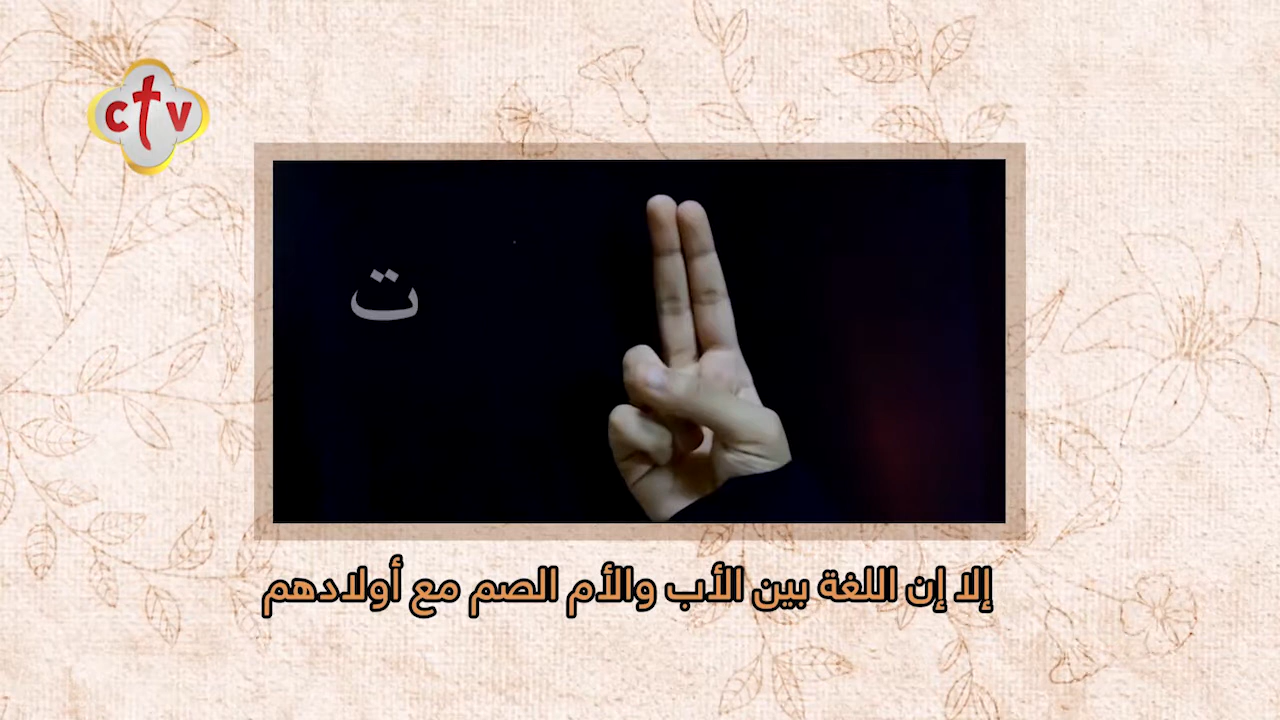 ctv
ت
إلا إن اللغة بين الأب والأم الصم مع أولادهم